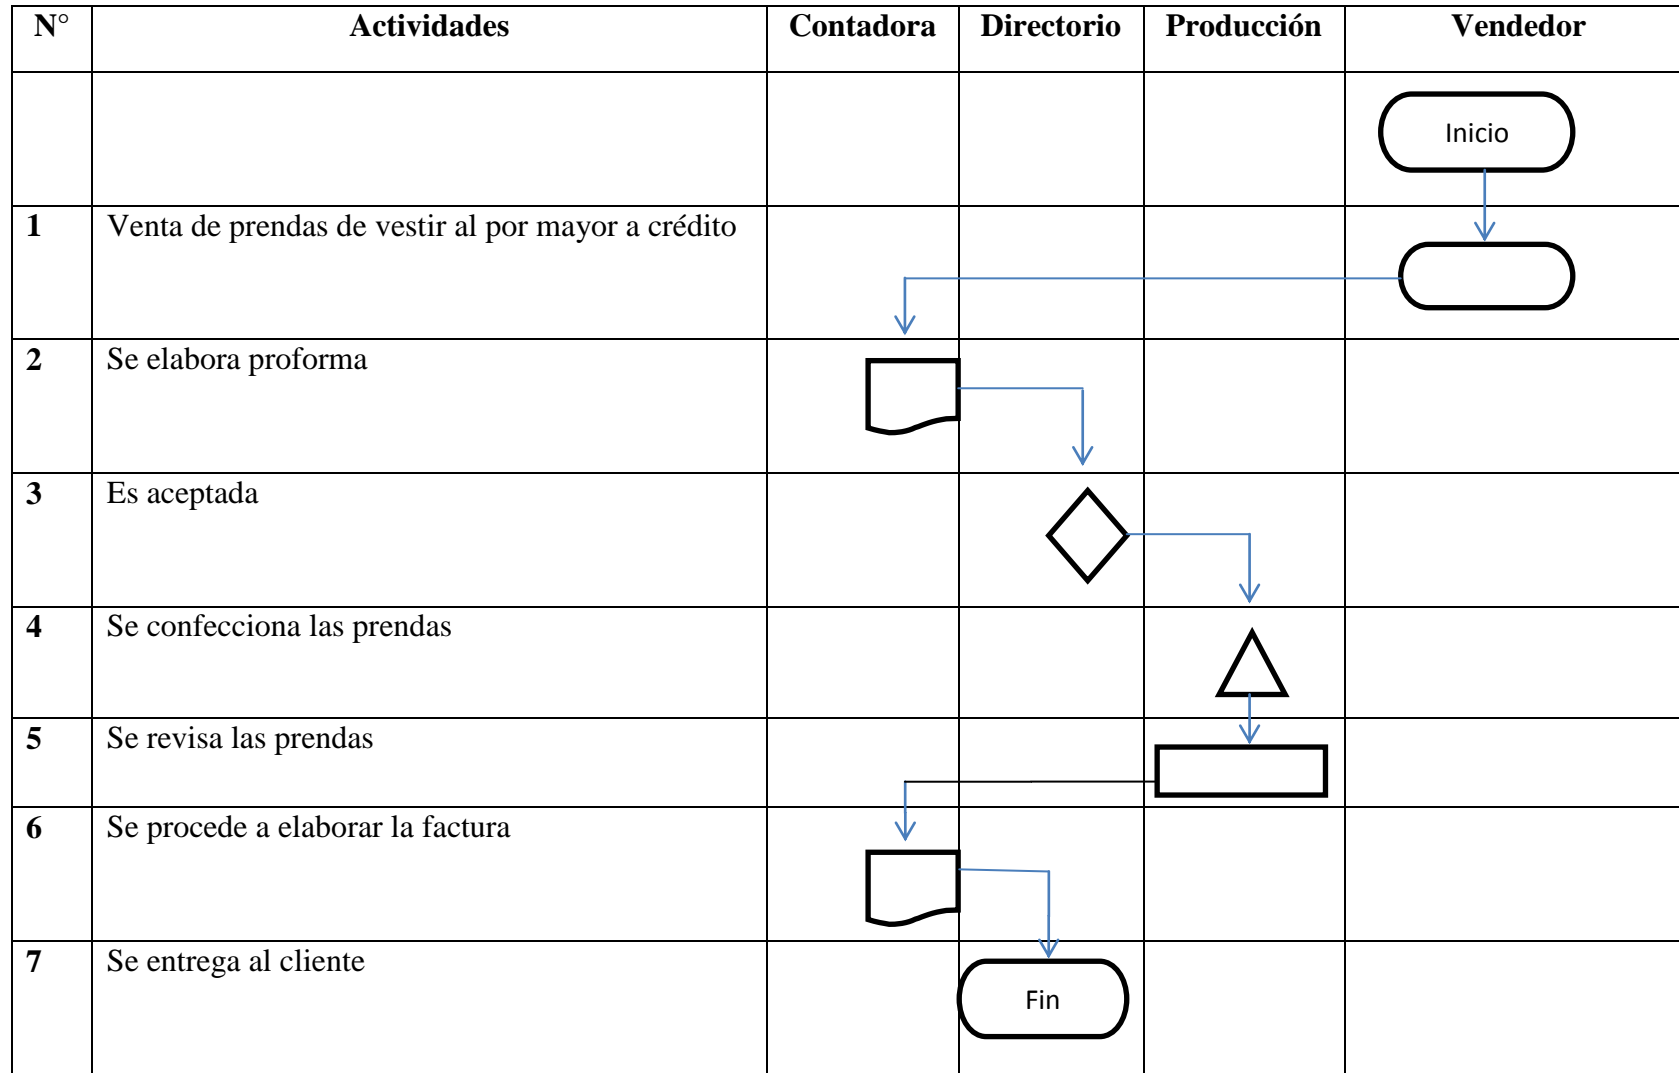 N° Actividades Contadora Directorio Producción Vendedor
Inicio
1 Venta de prendas de vestir al por mayor a crédito
2 Se elabora proforma
3 Es aceptada
4 Se confecciona las prendas
5 Se revisa las prendas
6 Se procede a elaborar la factura
7 Se entrega al cliente
Fin